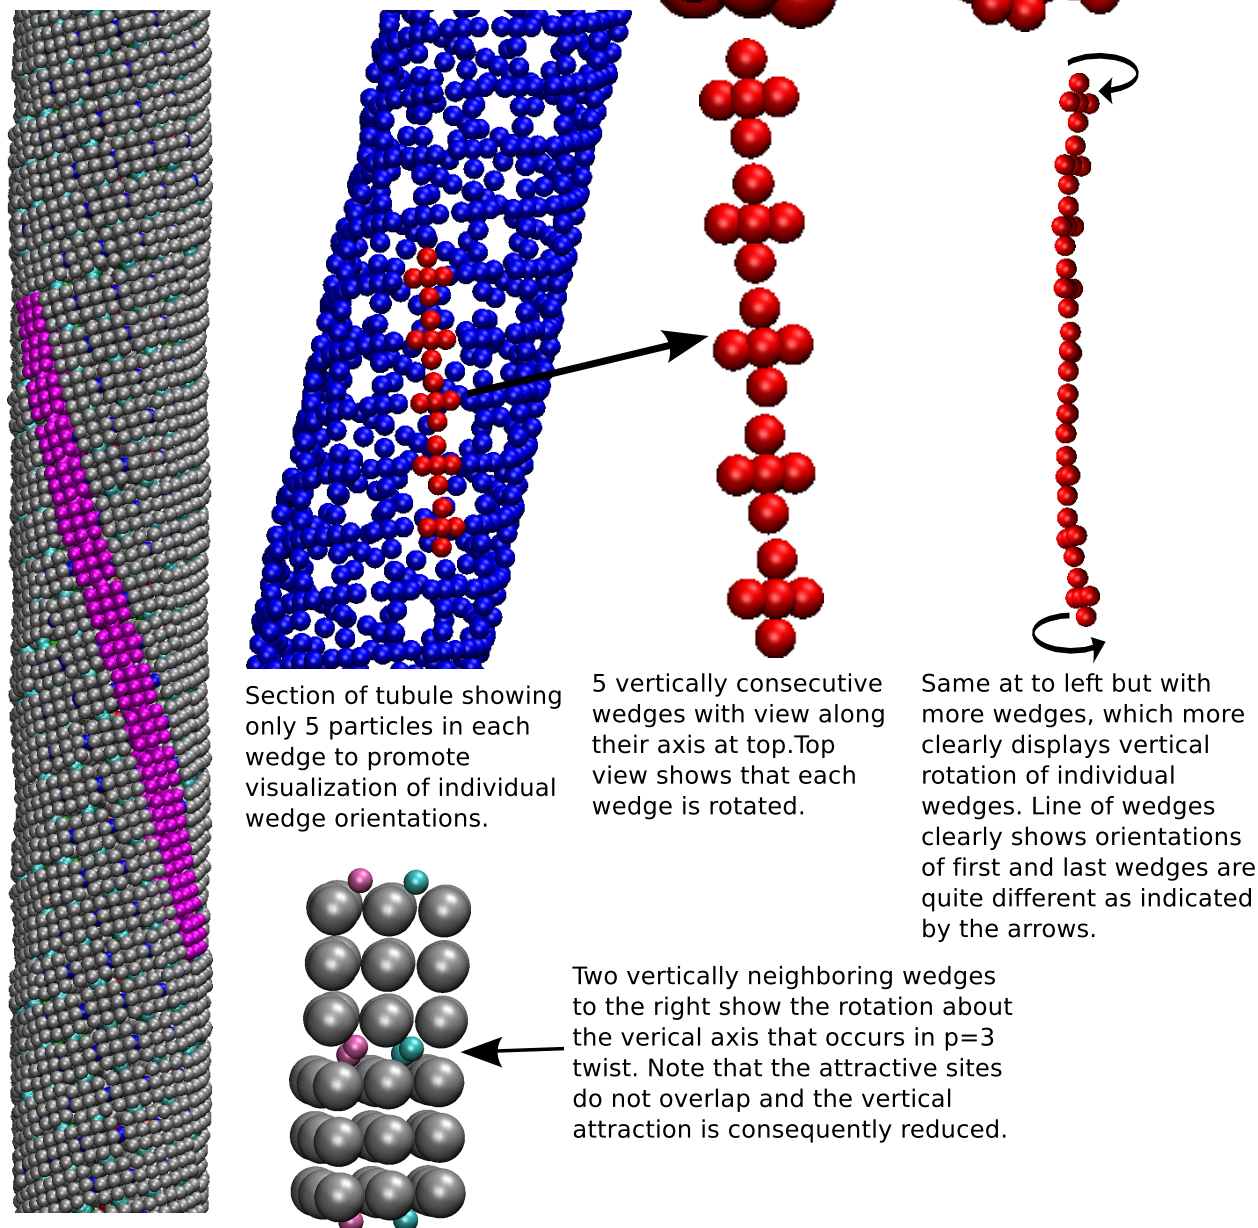 Section of tubule showing
only 5 particles in each
wedge to promote
visualization of individual
wedge orientations.
5 vertically consecutive
wedges with view along
their axis at top.Top
view shows that each
wedge is rotated.
Same at to left but with
more wedges, which more
clearly displays vertical
rotation of individual
wedges. Line of wedges
clearly shows orientations
of first and last wedges are
quite different as indicated
by the arrows.
Two vertically neighboring wedges
to the right show the rotation about
the verical axis that occurs in p=3
twist. Note that the attractive sites
do not overlap and the vertical
attraction is consequently reduced.